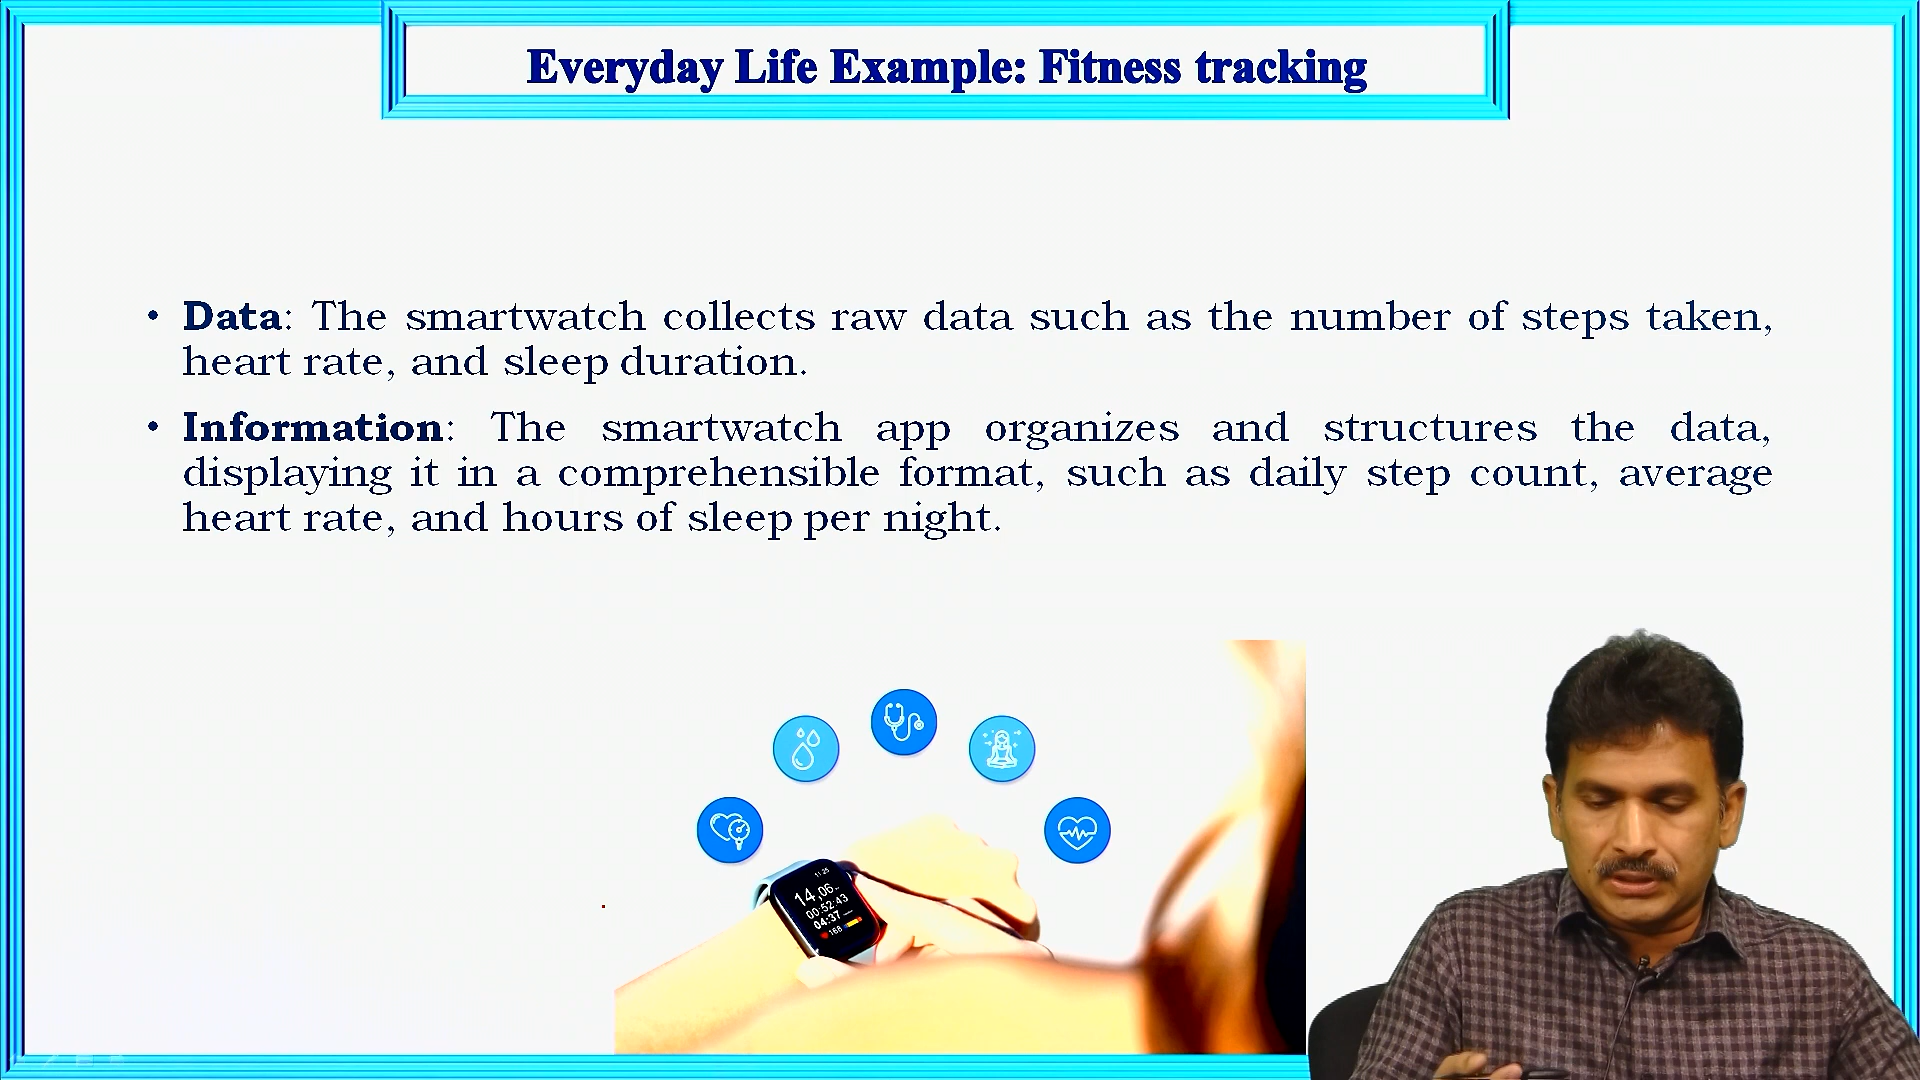 Everyday Life Example: Fitness tracking
• Data: The smartwatch collects raw data such as the number of steps taken,
heart rate, and sleep duration.
• Information: The smartwatch app organizes and structures the data,
displaying it in a comprehensible format, such as daily step count, average
heart rate, and hours of sleep per night.
11:25
14,06
00:52:43
04:37
168